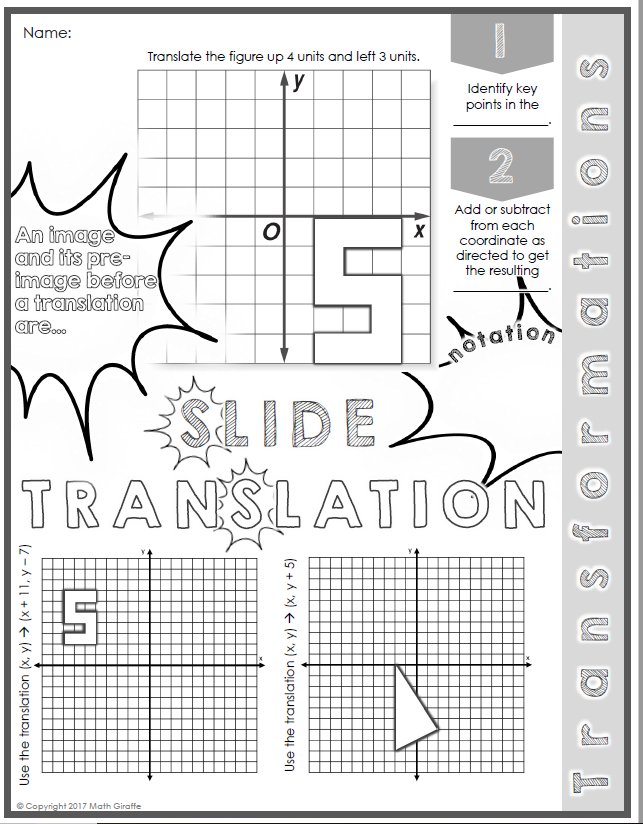 Name:
Translate the figure up 4 units and left 3 units.
y
O
x
1
Identify key
points in the
____________.
2
Add or subtract
from each
coordinate as
directed to get
the resulting
____________.
An image
and its pre-
image before
a translation
are...
notation
SLIDE
TRANSLATION
Use the translation (x, y) → (x + 11, y – 7)
y
x
Use the translation (x, y) → (x, y + 5)
y
x
Transformations
© Copyright 2017 Math Giraffe